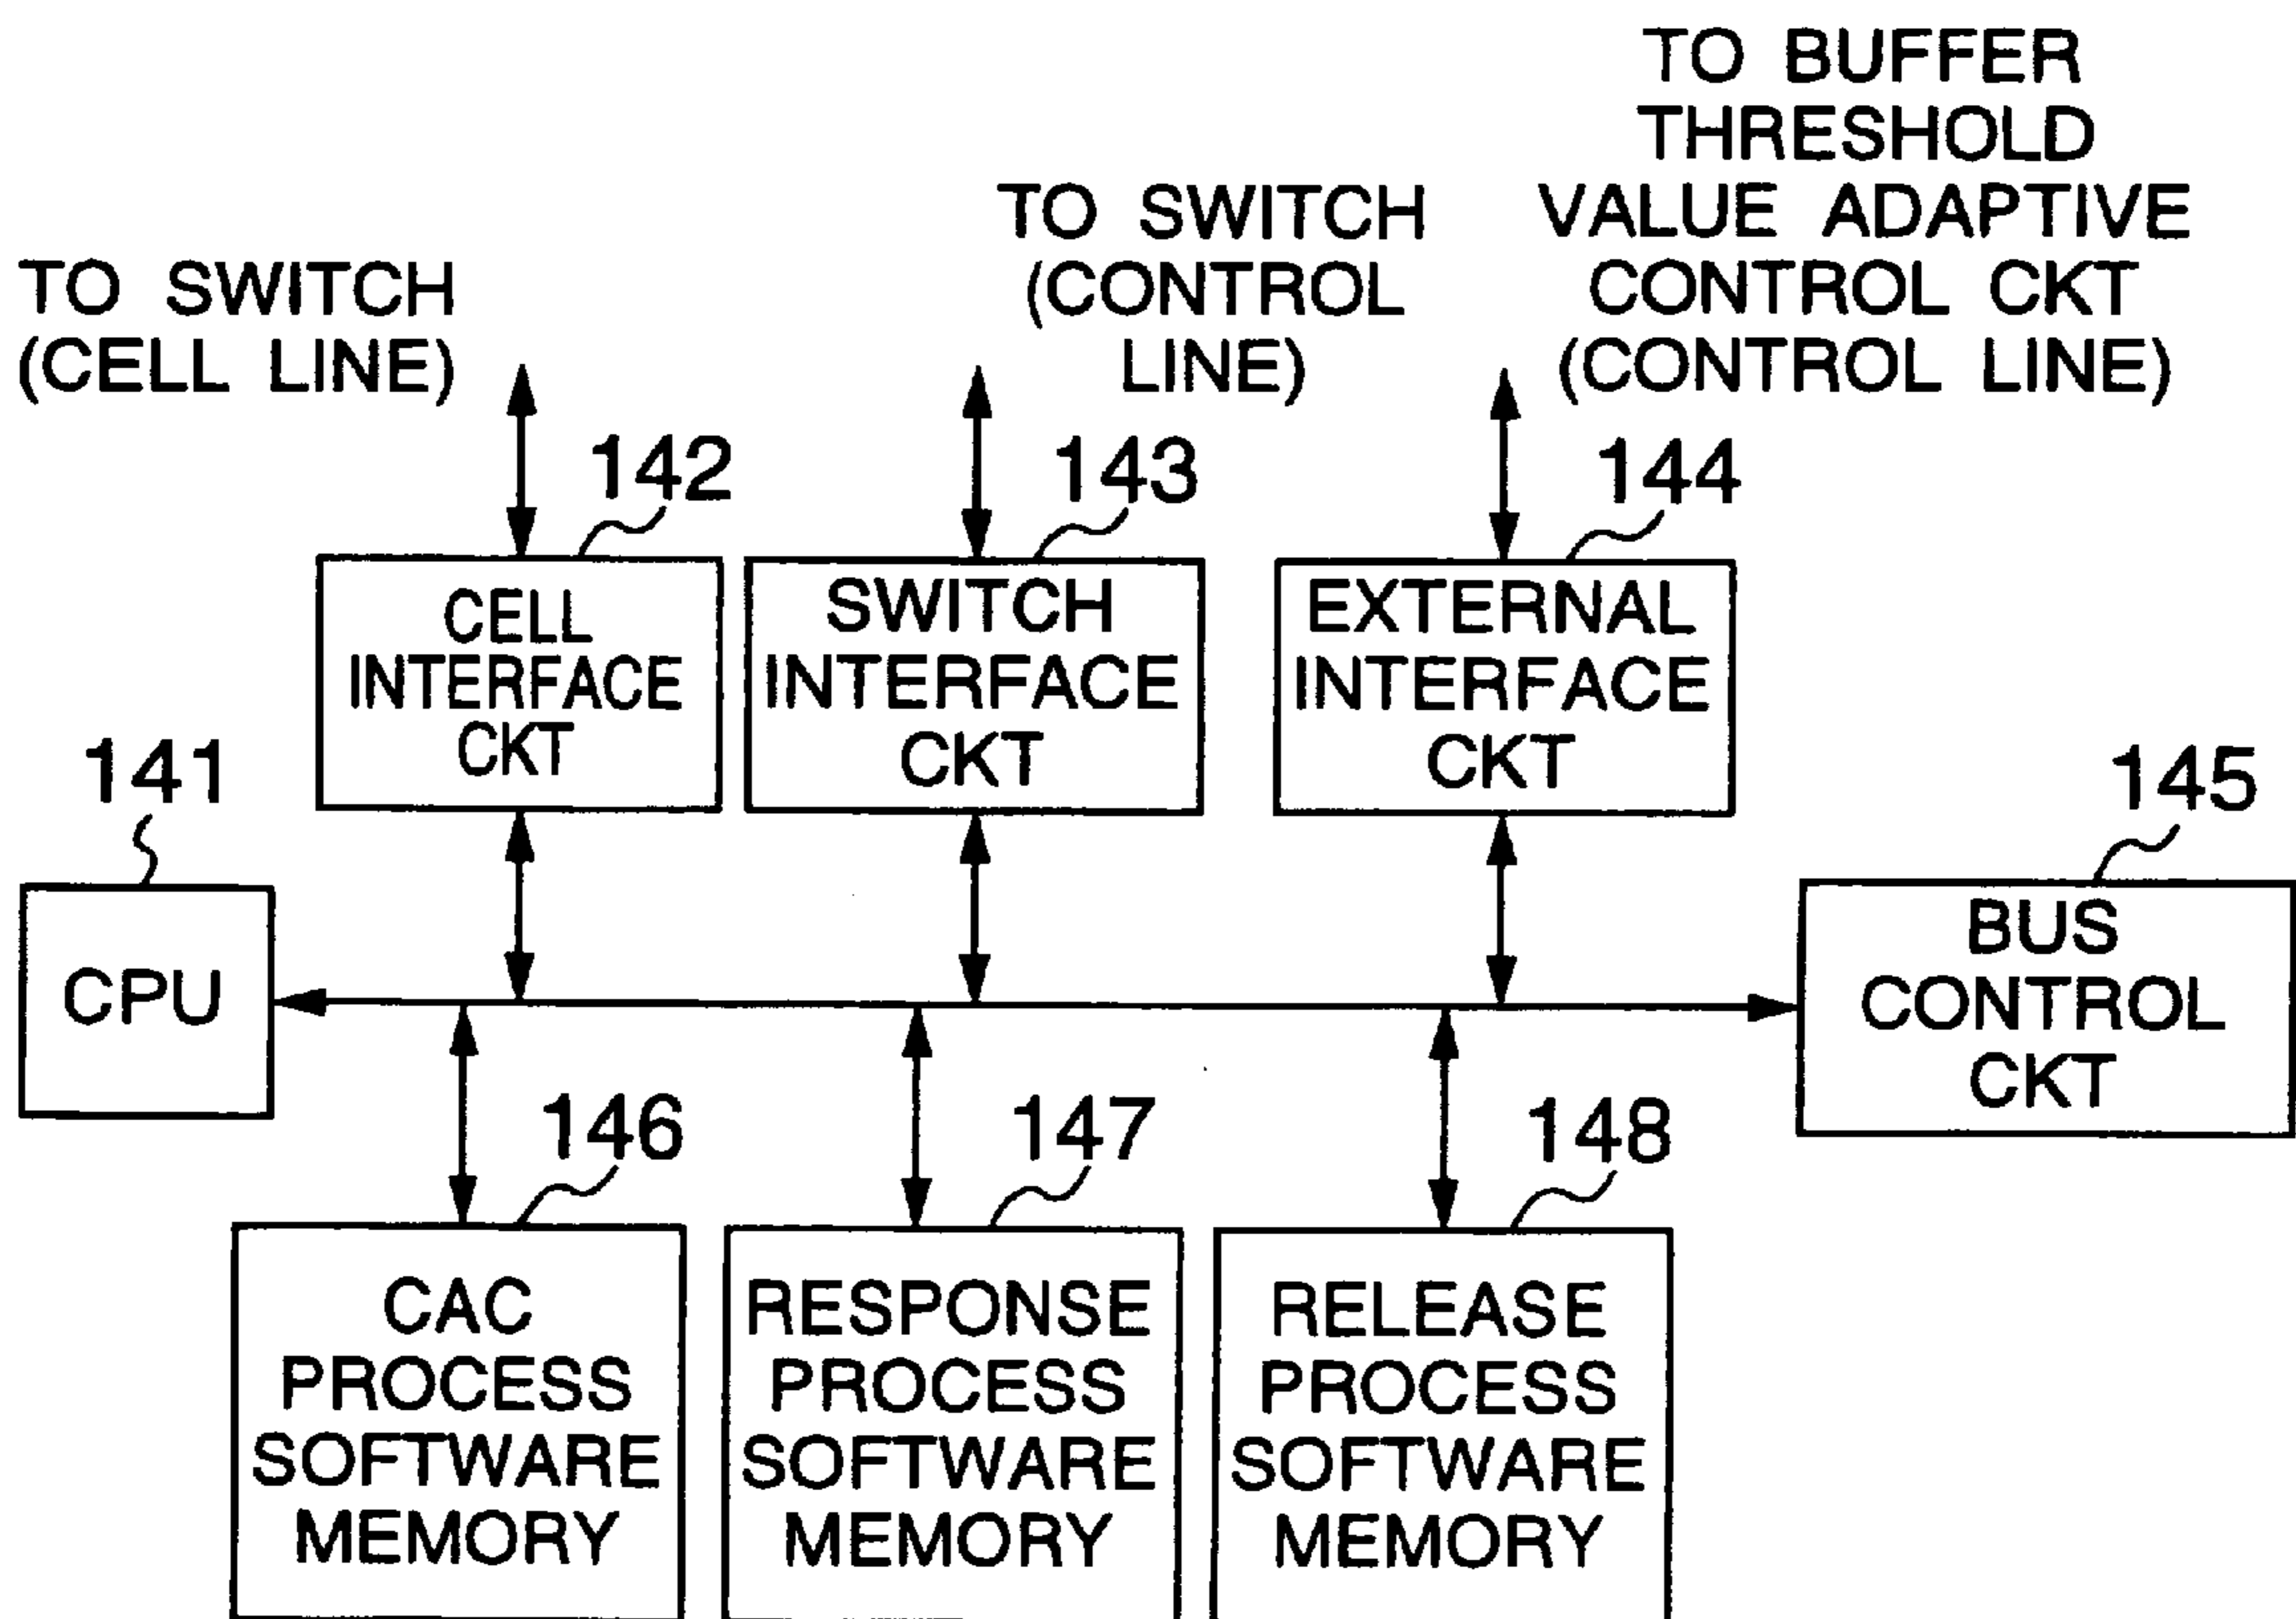 TO BUFFER
THRESHOLD
VALUE ADAPTIVE
CONTROL CKT
(CONTROL LINE)
TO SWITCH
(CONTROL
LINE)
TO SWITCH
(CELL LINE)
142
143
144
CELL
INTERFACE
CKT
SWITCH
INTERFACE
CKT
EXTERNAL
INTERFACE
CKT
141
145
CPU
BUS
CONTROL
CKT
146
147
148
CAC
PROCESS
SOFTWARE
MEMORY
RESPONSE
PROCESS
SOFTWARE
MEMORY
RELEASE
PROCESS
SOFTWARE
MEMORY